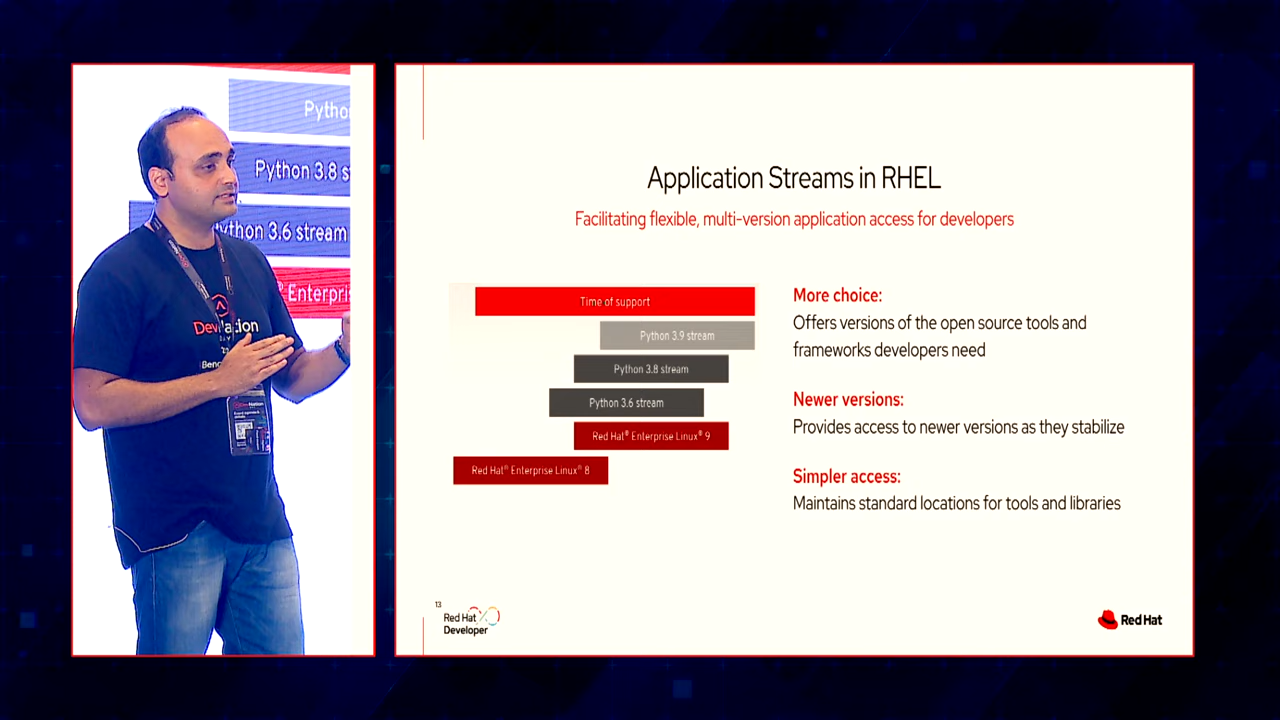 Pytho
Python 3.8 s
ython 3.6 stream
® Enterpri
DevNation
DAY
Beng
Application Streams in RHEL
Facilitating flexible, multi-version application access for developers
Time of support
Python 3.9 stream
Python 3.8 stream
Python 3.6 stream
Red Hat® Enterprise Linux® 9
Red Hat® Enterprise Linux® 8
More choice:
Offers versions of the open source tools and
frameworks developers need
Newer versions:
Provides access to newer versions as they stabilize
Simpler access:
Maintains standard locations for tools and libraries
13
Red Hat
Developer
Red Hat